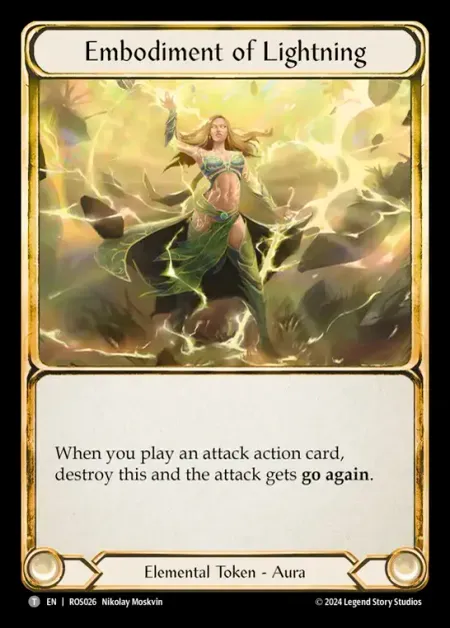 Embodiment of Lightning
When you play an attack action card,
destroy this and the attack gets go again.
Elemental Token - Aura
T EN | ROS026 Nikolay Moskvin © 2024 Legend Story Studios